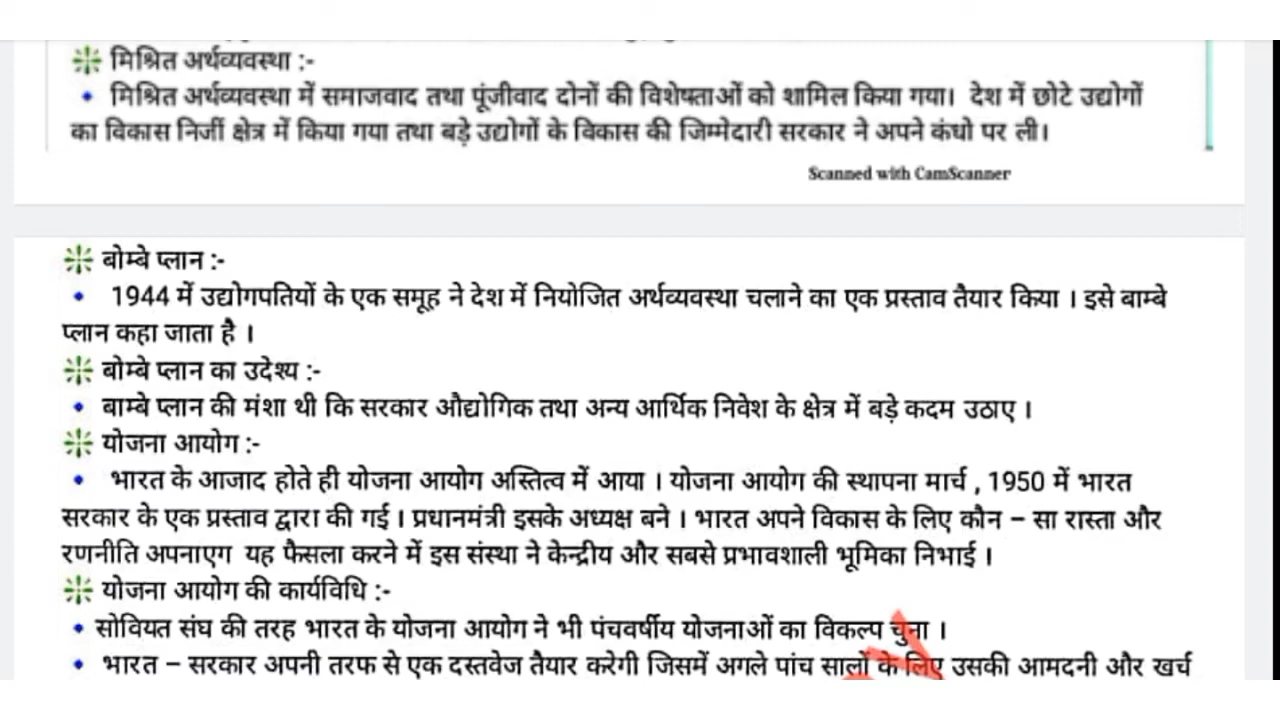 मिश्रित अर्थव्यवस्था :-
• मिश्रित अर्थव्यवस्था में समाजवाद तथा पूंजीवाद दोनों की विशेषताओं को शामिल किया गया। देश में छोटे उद्योगों
का विकास निजीं क्षेत्र में किया गया तथा बड़े उद्योगों के विकास की जिम्मेदारी सरकार ने अपने कंधो पर ली।
Scanned with CamScanner
बोम्बे प्लान :-
• 1944 में उद्योगपतियों के एक समूह ने देश में नियोजित अर्थव्यवस्था चलाने का एक प्रस्ताव तैयार किया । इसे बाम्बे
प्लान कहा जाता है ।
बोम्बे प्लान का उदेश्य :-
• बाम्बे प्लान की मंशा थी कि सरकार औद्योगिक तथा अन्य आर्थिक निवेश के क्षेत्र में बड़े कदम उठाए ।
योजना आयोग :-
• भारत के आजाद होते ही योजना आयोग अस्तित्व में आया । योजना आयोग की स्थापना मार्च , 1950 में भारत
सरकार के एक प्रस्ताव द्वारा की गई । प्रधानमंत्री इसके अध्यक्ष बने । भारत अपने विकास के लिए कौन – सा रास्ता और
रणनीति अपनाएग यह फैसला करने में इस संस्था ने केन्द्रीय और सबसे प्रभावशाली भूमिका निभाई ।
योजना आयोग की कार्यविधि :-
• सोवियत संघ की तरह भारत के योजना आयोग ने भी पंचवर्षीय योजनाओं का विकल्प चुना ।
• भारत – सरकार अपनी तरफ से एक दस्तवेज तैयार करेगी जिसमें अगले पांच सालों के लिए उसकी आमदनी और खर्च